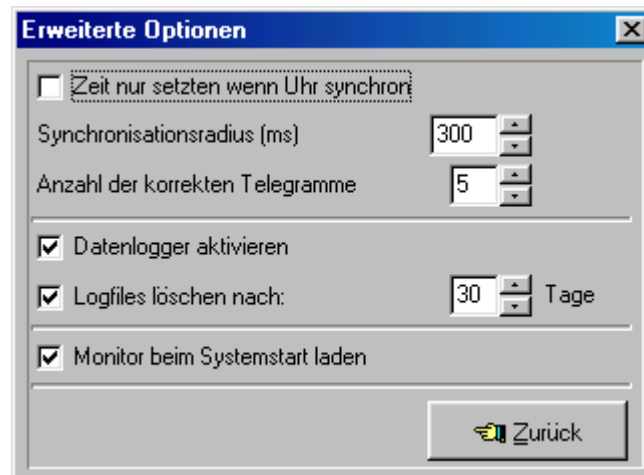 Erweiterte Optionen
Zeit nur setzten wenn Uhr synchron
Synchronisationsradius (ms) 300
Anzahl der korrekten Telegramme 5
Datenlogger aktivieren
Logfiles löschen nach: 30 Tage
Monitor beim Systemstart laden
Zurück